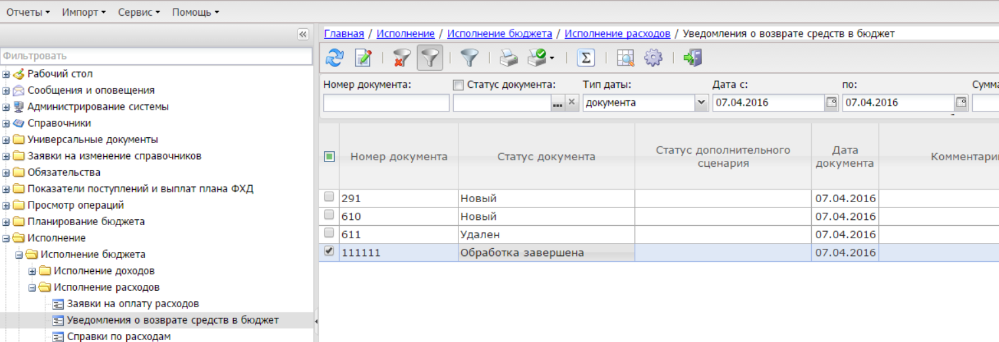 Отчеты Импорт Сервис Помощь
Фильтровать
Рабочий стол
Сообщения и оповещения
Администрирование системы
Справочники
Универсальные документы
Заявки на изменение справочников
Обязательства
Показатели поступлений и выплат плана ФХД
Просмотр операций
Планирование бюджета
Исполнение
Исполнение бюджета
Исполнение доходов
Исполнение расходов
Заявки на оплату расходов
Уведомления о возврате средств в бюджет
Справки по расходам
Главная / Исполнение / Исполнение бюджета / Исполнение расходов / Уведомления о возврате средств в бюджет
Номер документа: Статус документа: Тип даты: Дата с: по: Сумма
документа 07.04.2016 07.04.2016
Номер документа Статус документа Статус дополнительного сценария Дата документа Комментари
291 Новый 07.04.2016
610 Новый 07.04.2016
611 Удален 07.04.2016
111111 Обработка завершена 07.04.2016